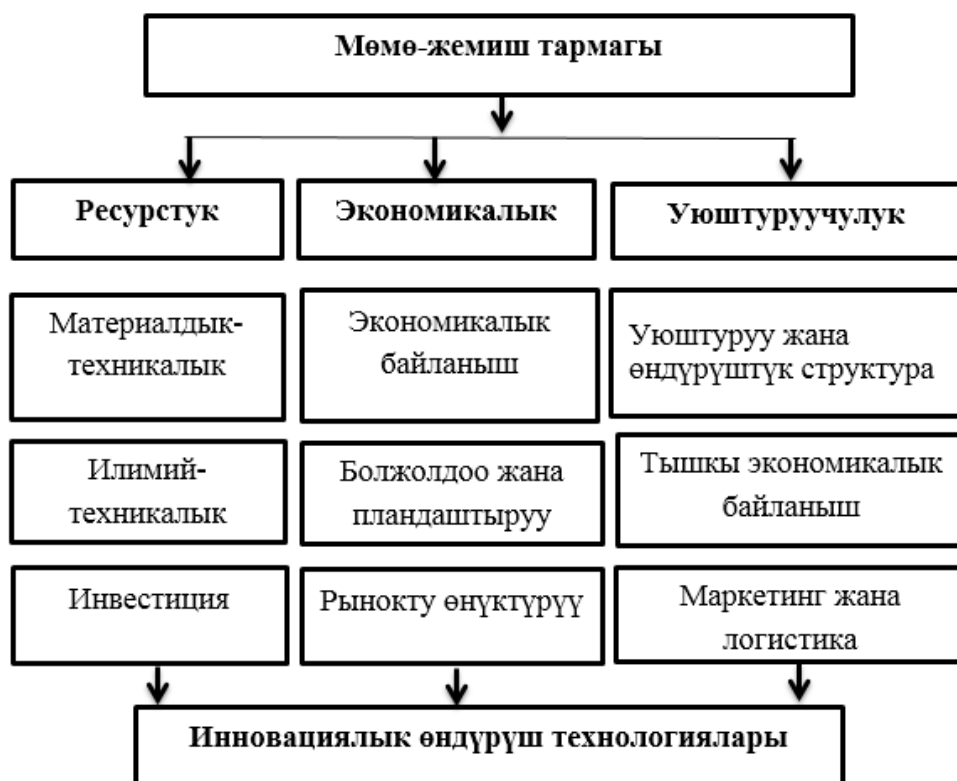 Мөмө-жемиш тармагы
Ресурстук
Экономикалык
Уюштуруучулук
Материалдык-
техникалык
Экономикалык
байланыш
Уюштуруу жана
өндүрүштүк структура
Илимий-
техникалык
Болжолдоо жана
пландаштыруу
Тышкы экономикалык
байланыш
Инвестиция
Рынокту өнүктүрүү
Маркетинг жана
логистика
Инновациялык өндүрүш технологиялары